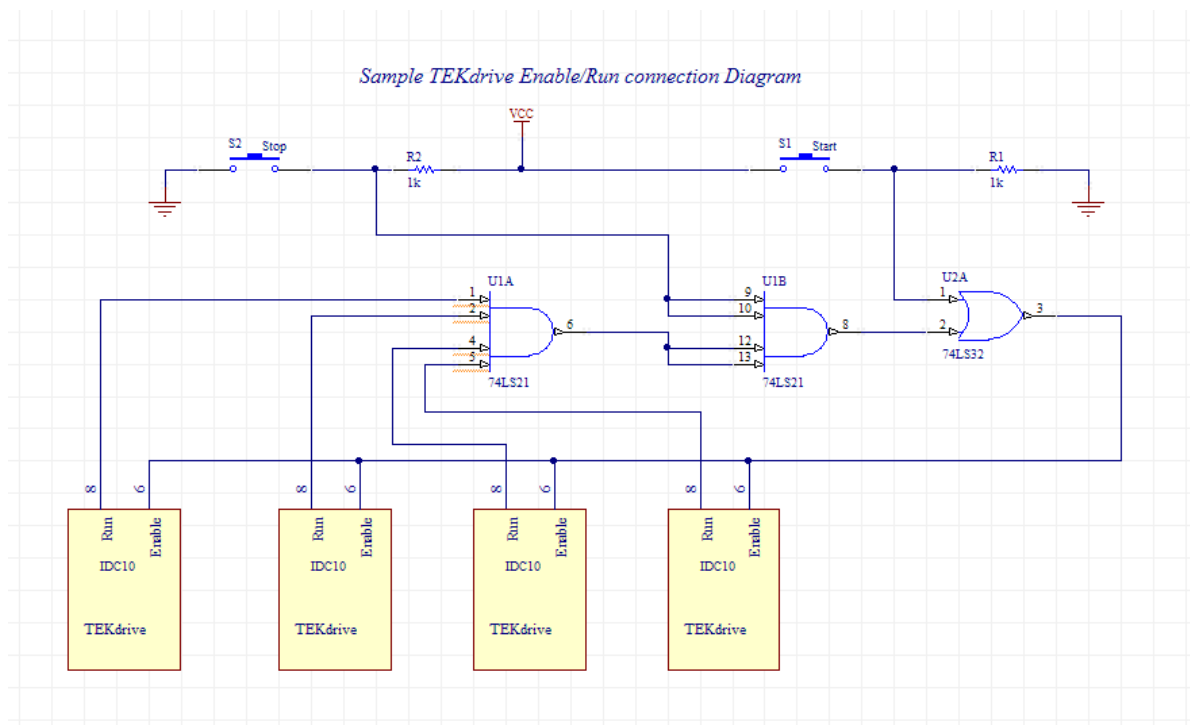 Sample TEKdrive Enable/Run connection Diagram
VCC
S2 Stop
R2
1k
S1 Start
R1
1k
U1A
1
2
4
5
6
74LS21
U1B
9
10
12
13
8
74LS21
U2A
1
2
3
74LS32
8 6
Run Enable
IDC10
TEKdrive
8 6
Run Enable
IDC10
TEKdrive
8 6
Run Enable
IDC10
TEKdrive
8 6
Run Enable
IDC10
TEKdrive